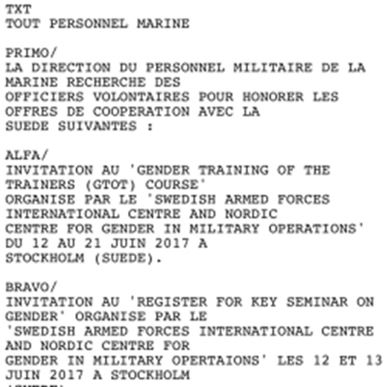 TXT
TOUT PERSONNEL MARINE
PRIMO/
LA DIRECTION DU PERSONNEL MILITAIRE DE LA
MARINE RECHERCHE DES
OFFICIERS VOLONTAIRES POUR HONORER LES
OFFRES DE COOPERATION AVEC LA
SUEDE SUIVANTES :
ALFA/
INVITATION AU 'GENDER TRAINING OF THE
TRAINERS (GTOT) COURSE'
ORGANISE PAR LE 'SWEDISH ARMED FORCES
INTERNATIONAL CENTRE AND NORDIC
CENTRE FOR GENDER IN MILITARY OPERATIONS'
DU 12 AU 21 JUIN 2017 A
STOCKHOLM (SUEDE).
BRAVO/
INVITATION AU 'REGISTER FOR KEY SEMINAR ON
GENDER' ORGANISE PAR LE
'SWEDISH ARMED FORCES INTERNATIONAL CENTRE
AND NORDIC CENTRE FOR
GENDER IN MILITARY OPERTAIONS' LES 12 ET 13
JUIN 2017 A STOCKHOLM